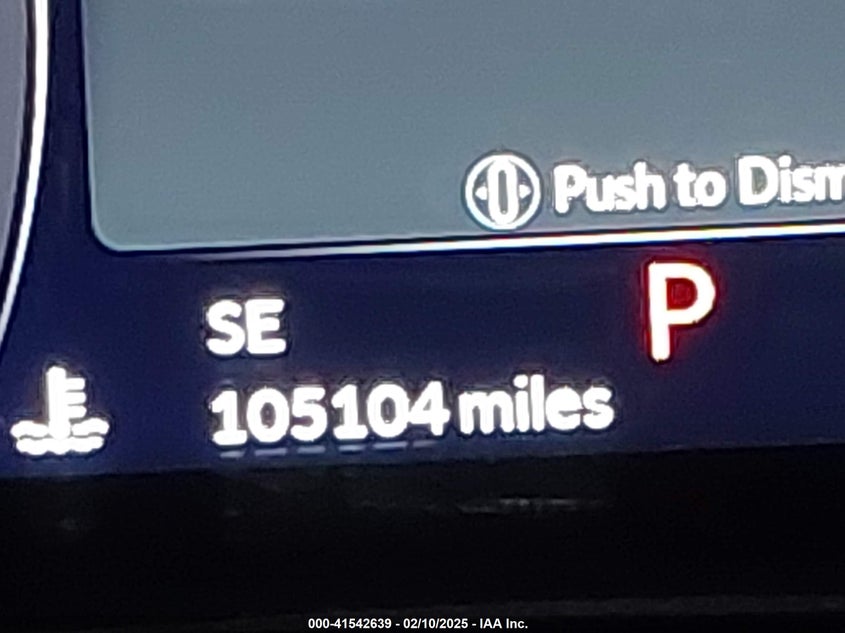 Push to Dism
P
SE
105104 miles
000-41542639 - 02/10/2025 - IAA Inc.